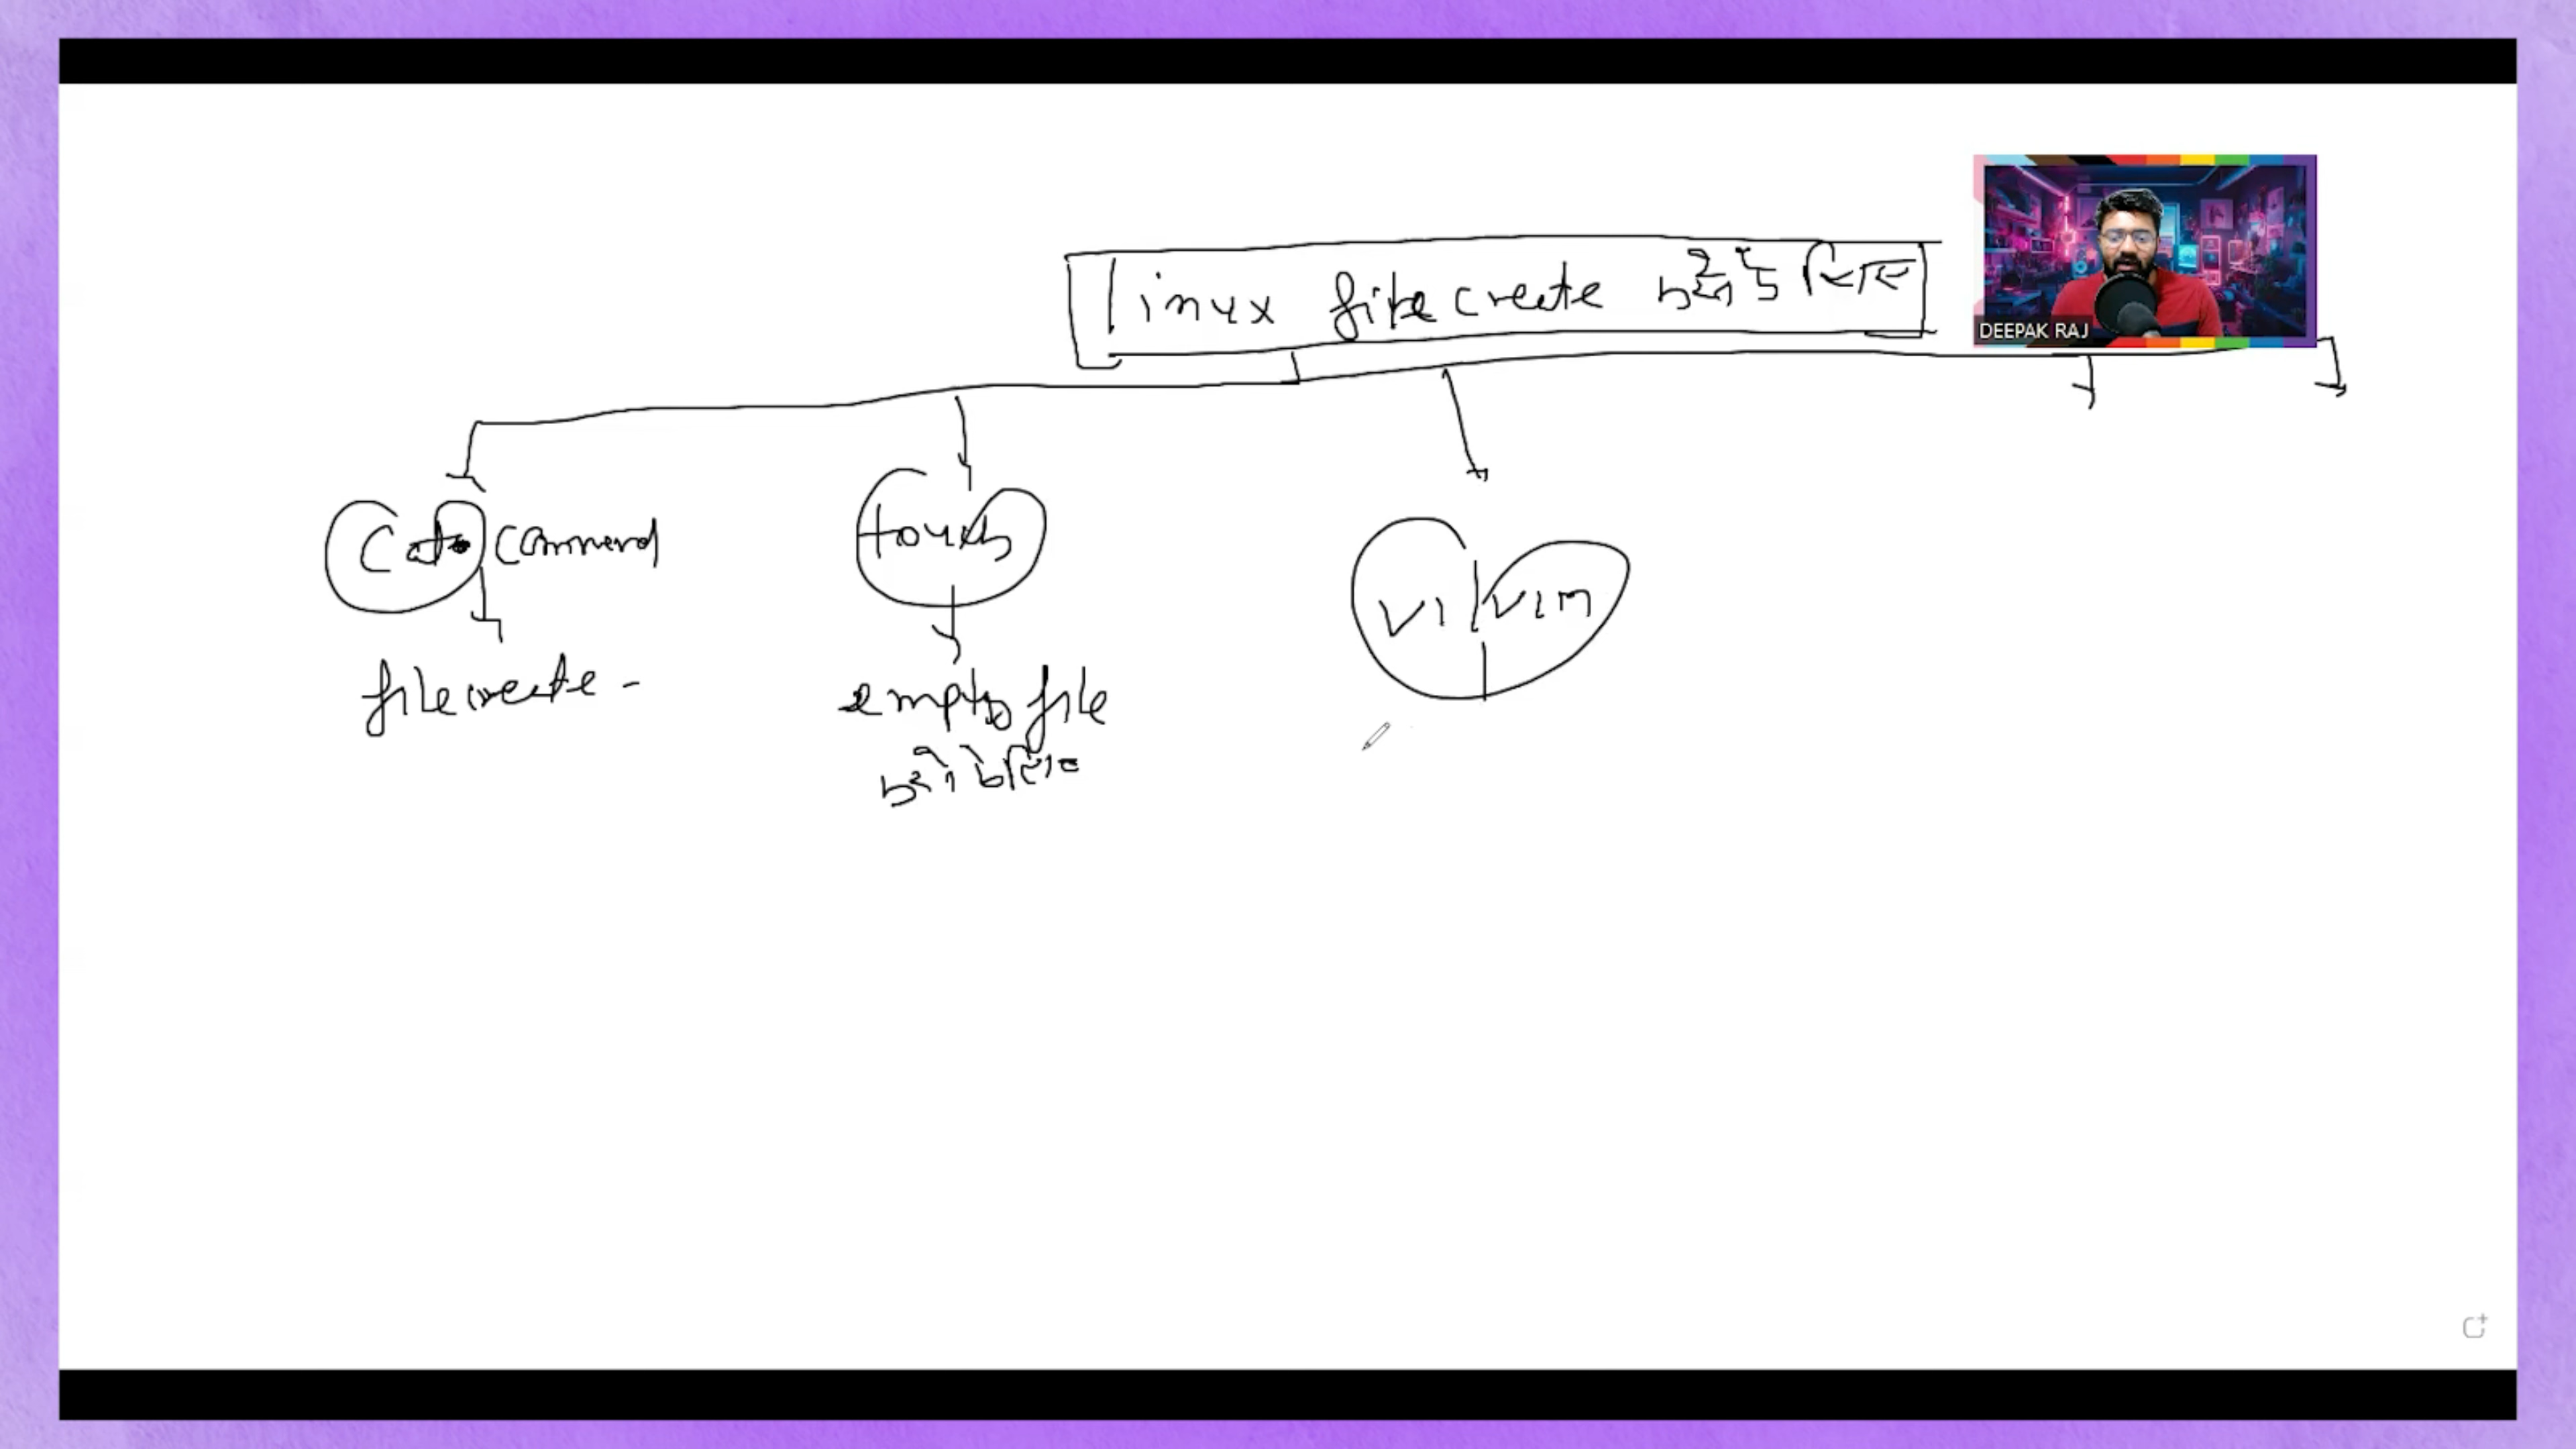 linux file create
DEEPAK RAJ
Cat command
touch
vi/vim
file create -
empty file